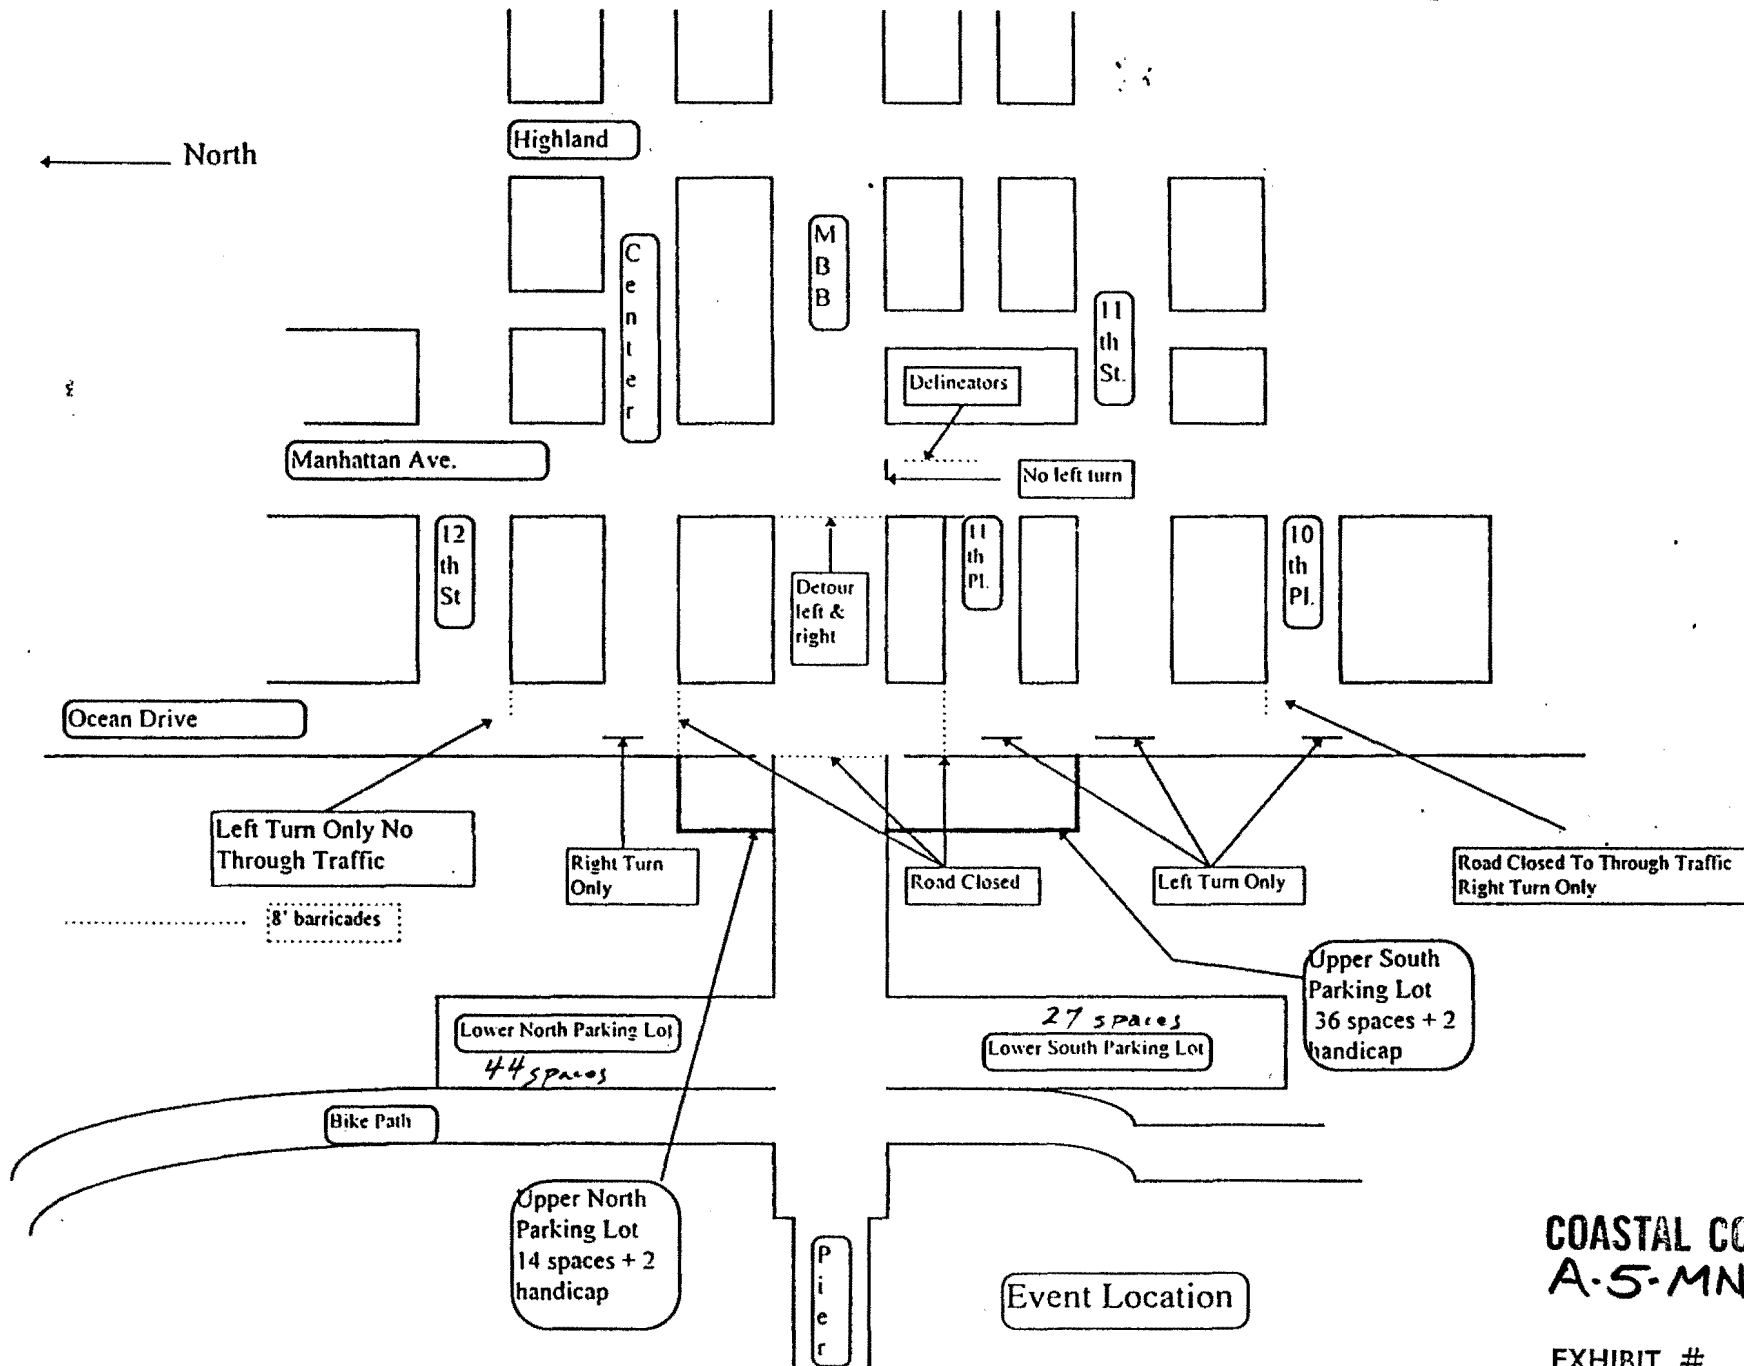 Highland
North
M
B
B
C
e
n
t
e
r
11
th
St.
Delineators
Manhattan Ave.
No left turn
12
th
St
11
th
Pl.
10
th
Pl.
Detour
left &
right
Ocean Drive
Left Turn Only No
Through Traffic
Right Turn
Only
Road Closed
Left Turn Only
Road Closed To Through Traffic
Right Turn Only
8' barricades
Upper South
Parking Lot
36 spaces + 2
handicap
Lower North Parking Lot
44 spaces
27 spaces
Lower South Parking Lot
Bike Path
Upper North
Parking Lot
14 spaces + 2
handicap
P
i
e
r
Event Location
COASTAL CO
A-5-MN
EXHIBIT #